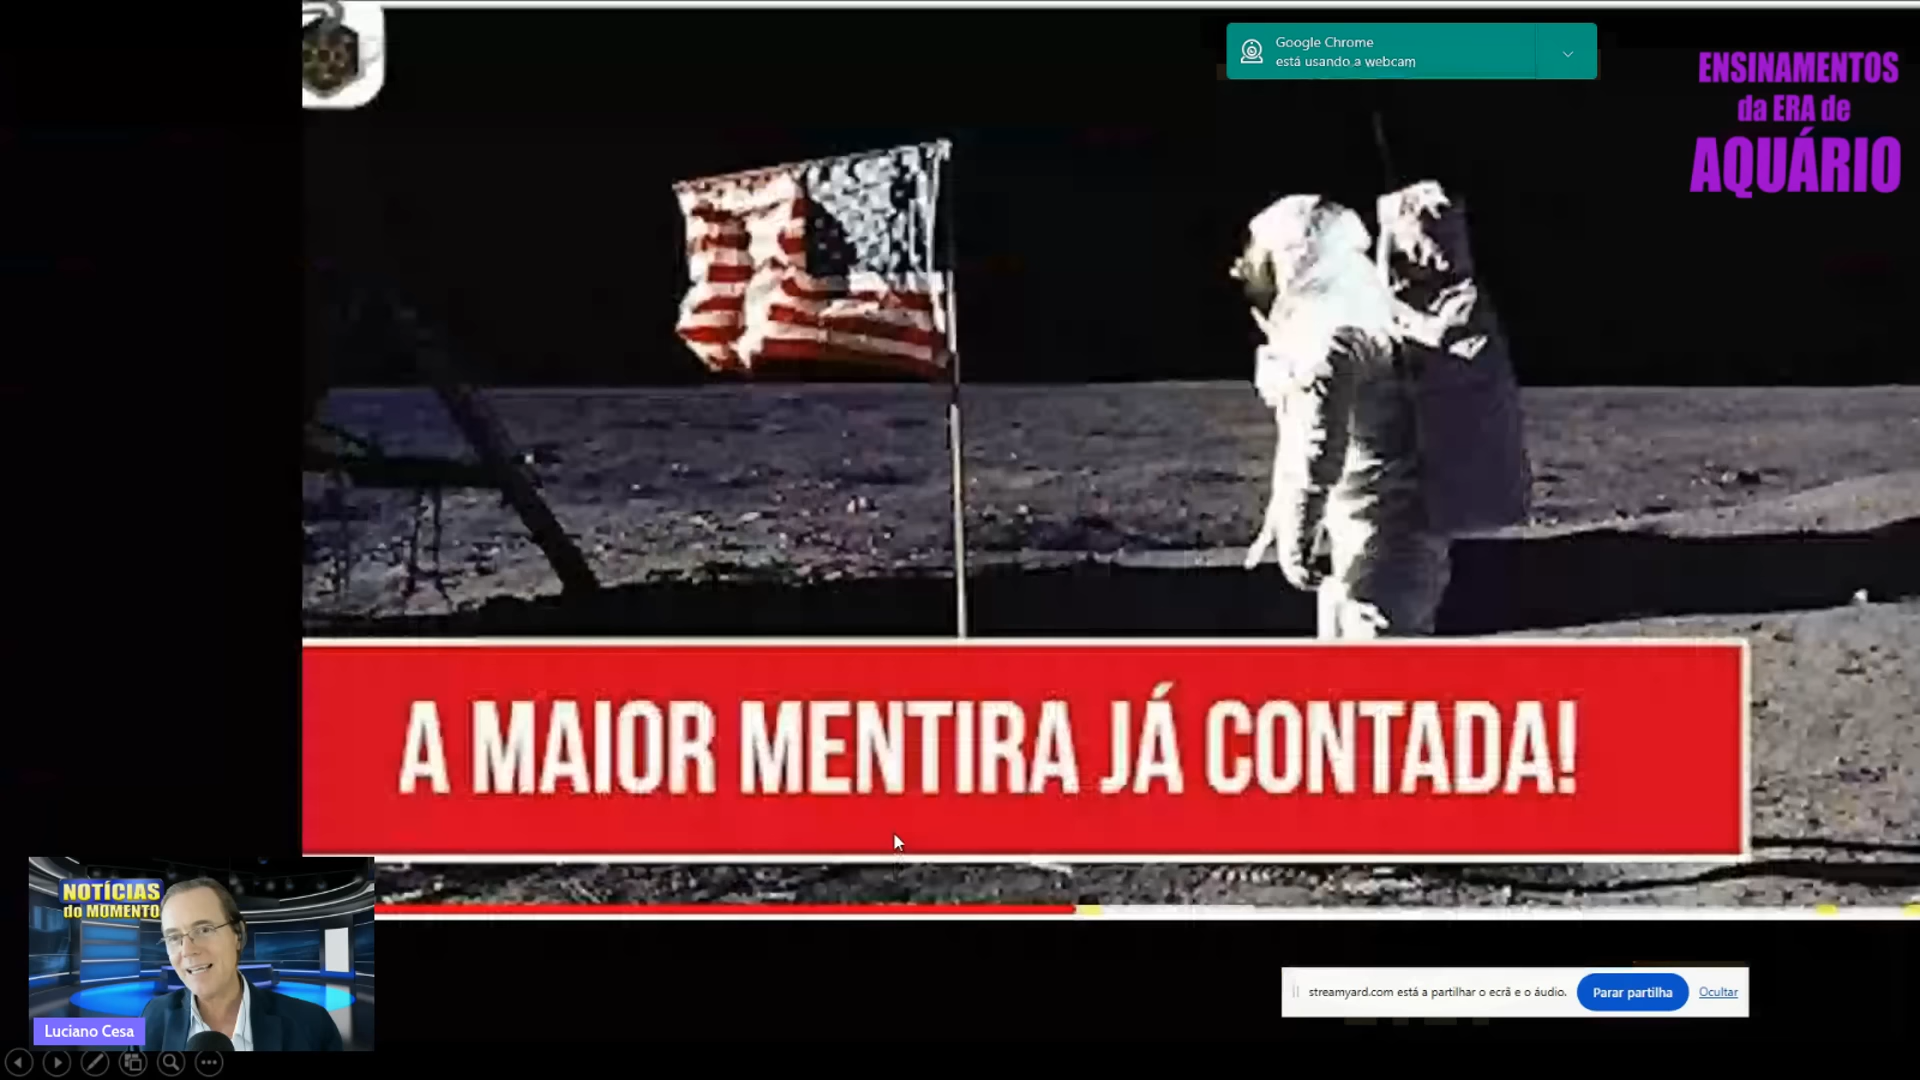 Google Chrome
está usando a webcam
ENSINAMENTOS
da ERA de
AQUÁRIO
A MAIOR MENTIRA JÁ CONTADA!
NOTÍCIAS
do MOMENTO
Luciano Cesa
streamyard.com está a partilhar o ecrã e o áudio.
Parar partilha
Ocultar